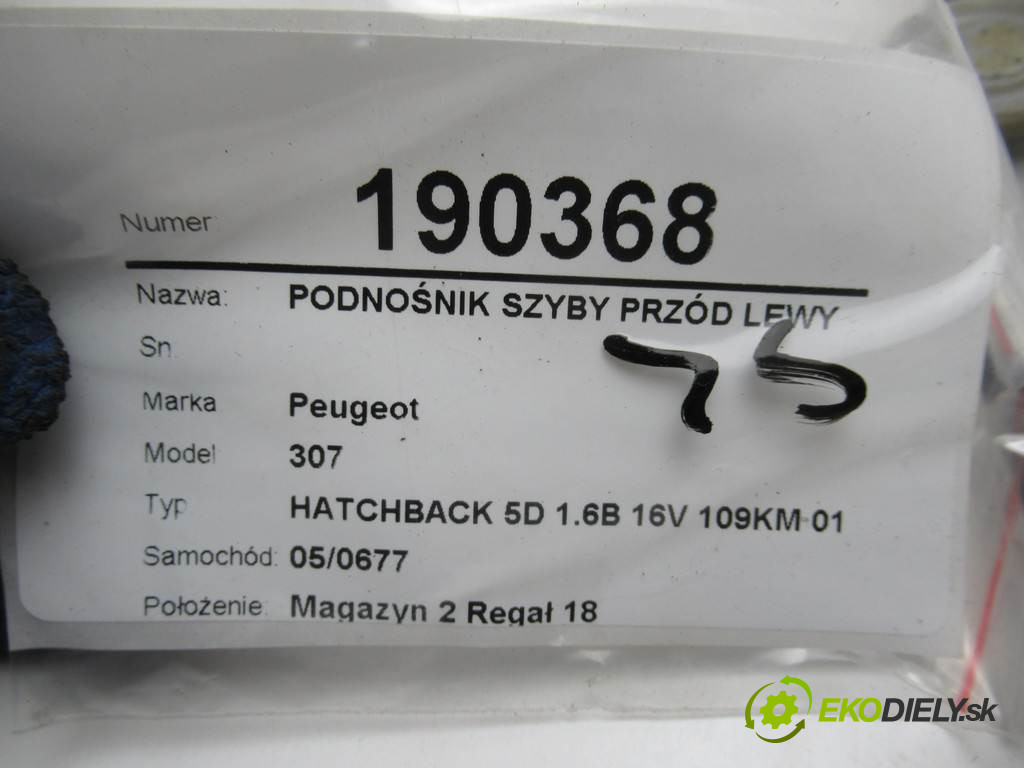 Numer: 190368
Nazwa: PODNOŚNIK SZYBY PRZÓD LEWY
Sn
75
Marka Peugeot
Model 307
Typ HATCHBACK 5D 1.6B 16V 109KM 01
Samochód: 05/0677
Położenie: Magazyn 2 Regał 18
EKODIELY.sk